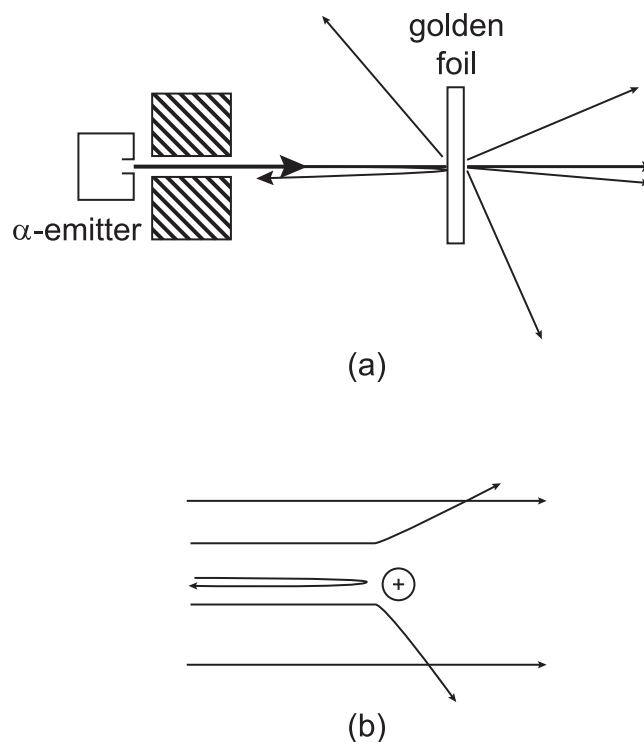 golden
foil
α-emitter
(a)
+
(b)